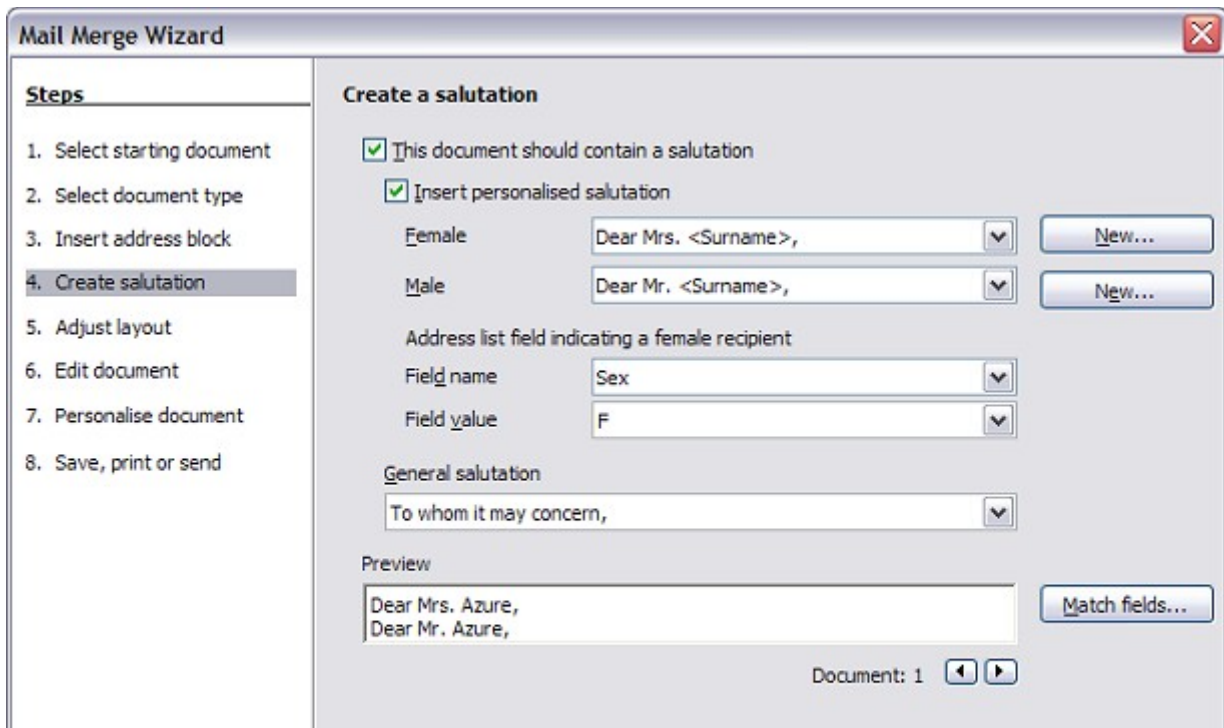 Mail Merge Wizard
Steps
1. Select starting document
2. Select document type
3. Insert address block
4. Create salutation
5. Adjust layout
6. Edit document
7. Personalise document
8. Save, print or send
Create a salutation
This document should contain a salutation
Insert personalised salutation
Female Dear Mrs. <Surname>, New...
Male Dear Mr. <Surname>, New...
Address list field indicating a female recipient
Field name Sex
Field value F
General salutation
To whom it may concern,
Preview
Dear Mrs. Azure,
Dear Mr. Azure,
Match fields...
Document: 1